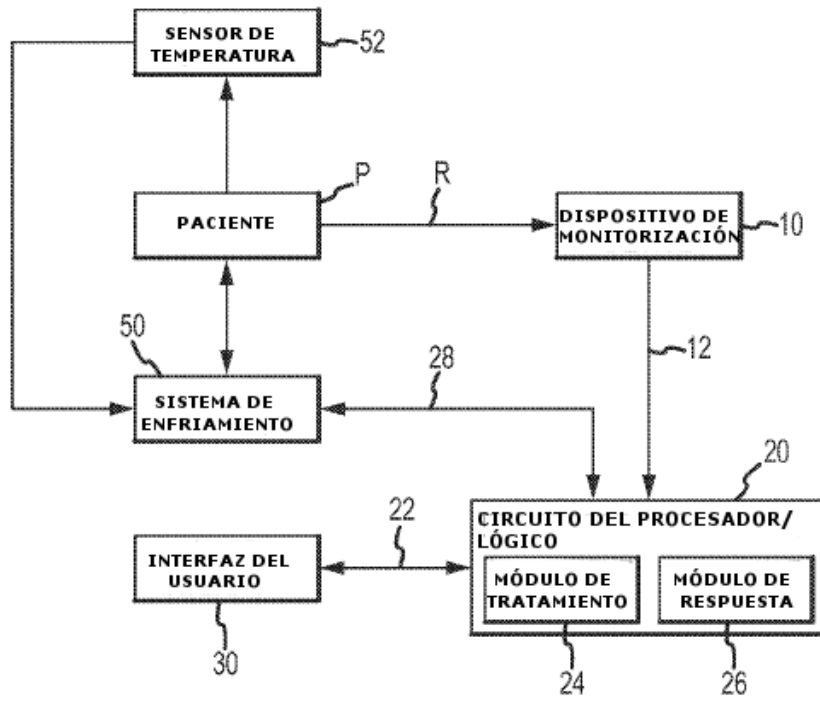 SENSOR DE
TEMPERATURA
52
P
R
PACIENTE
DISPOSITIVO DE
MONITORIZACIÓN
10
50
28
12
SISTEMA DE
ENFRIAMIENTO
20
22
CIRCUITO DEL PROCESADOR/
LÓGICO
INTERFAZ DEL
USUARIO
MÓDULO DE
TRATAMIENTO
MÓDULO DE
RESPUESTA
30
24
26